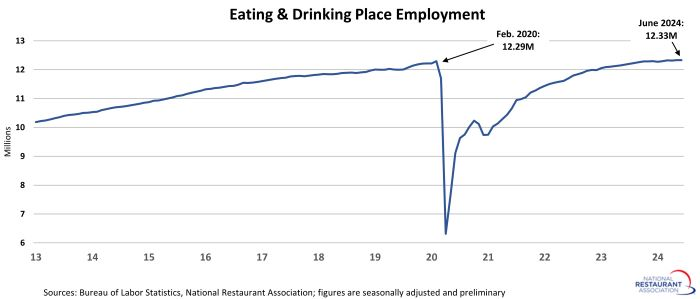 Eating & Drinking Place Employment
June 2024:
12.33M
Feb. 2020:
12.29M
13
12
11
10
9
8
7
6
Millions
13 14 15 16 17 18 19 20 21 22 23 24
NATIONAL
RESTAURANT
ASSOCIATION
Sources: Bureau of Labor Statistics, National Restaurant Association; figures are seasonally adjusted and preliminary